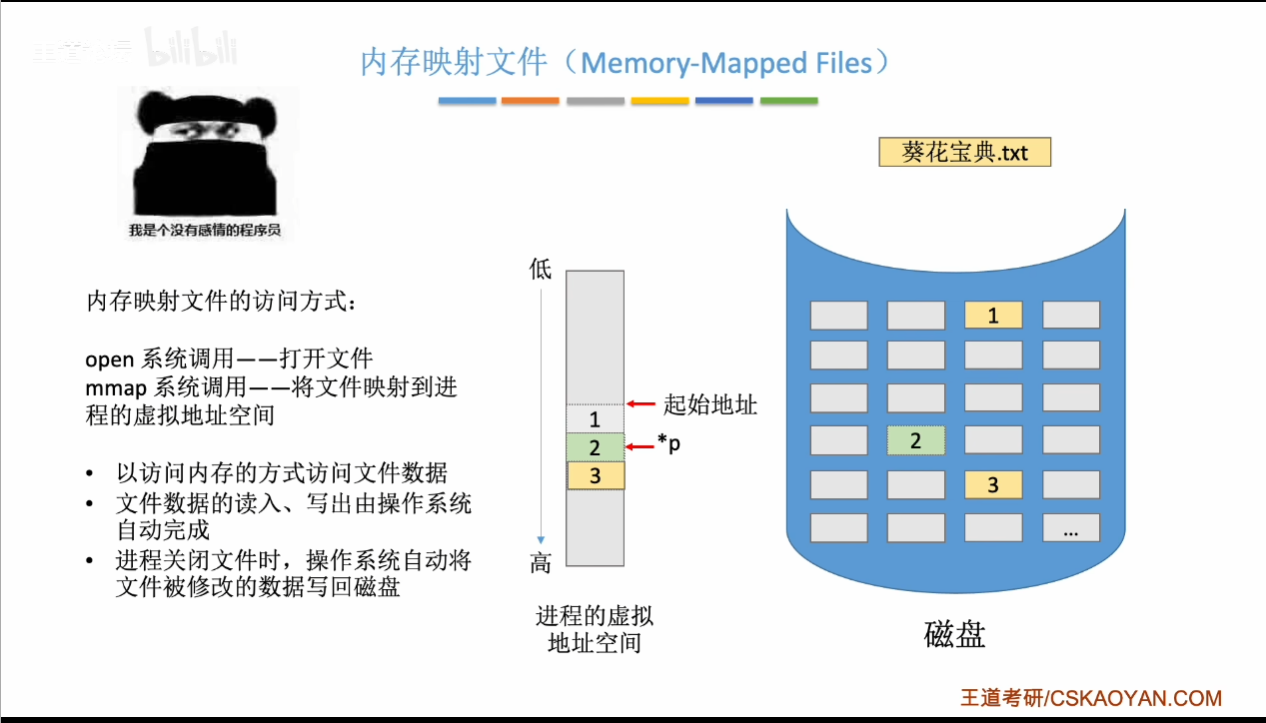 bilibili
内存映射文件（Memory-Mapped Files）
葵花宝典.txt
我是个没有感情的程序员
内存映射文件的访问方式：
open 系统调用——打开文件
mmap 系统调用——将文件映射到进
程的虚拟地址空间
• 以访问内存的方式访问文件数据
• 文件数据的读入、写出由操作系统
自动完成
• 进程关闭文件时，操作系统自动将
文件被修改的数据写回磁盘
低
起始地址
1
2
*p
3
高
进程的虚拟
地址空间
1
2
3
...
磁盘
王道考研/CSKAOYAN.COM